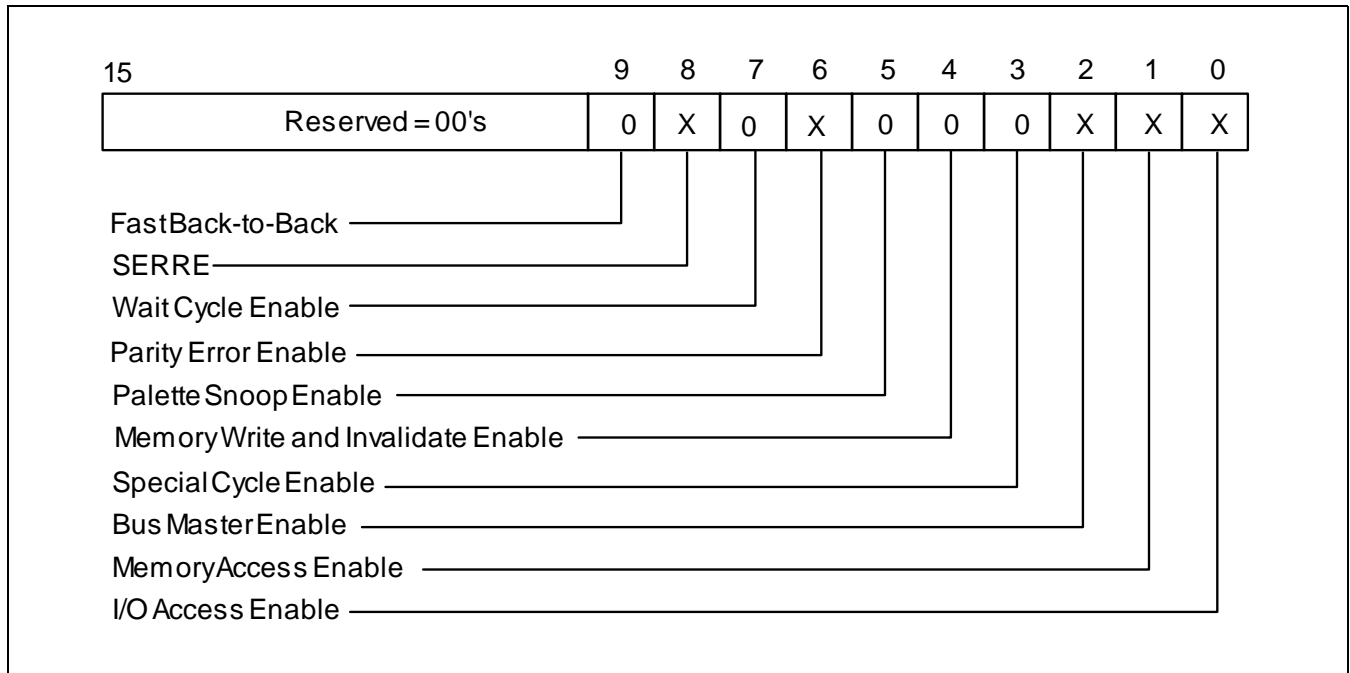 15 9 8 7 6 5 4 3 2 1 0
Reserved = 00's 0 X 0 X 0 0 0 X X X
Fast Back-to-Back
SERRE
Wait Cycle Enable
Parity Error Enable
Palette Snoop Enable
Memory Write and Invalidate Enable
Special Cycle Enable
Bus Master Enable
Memory Access Enable
I/O Access Enable